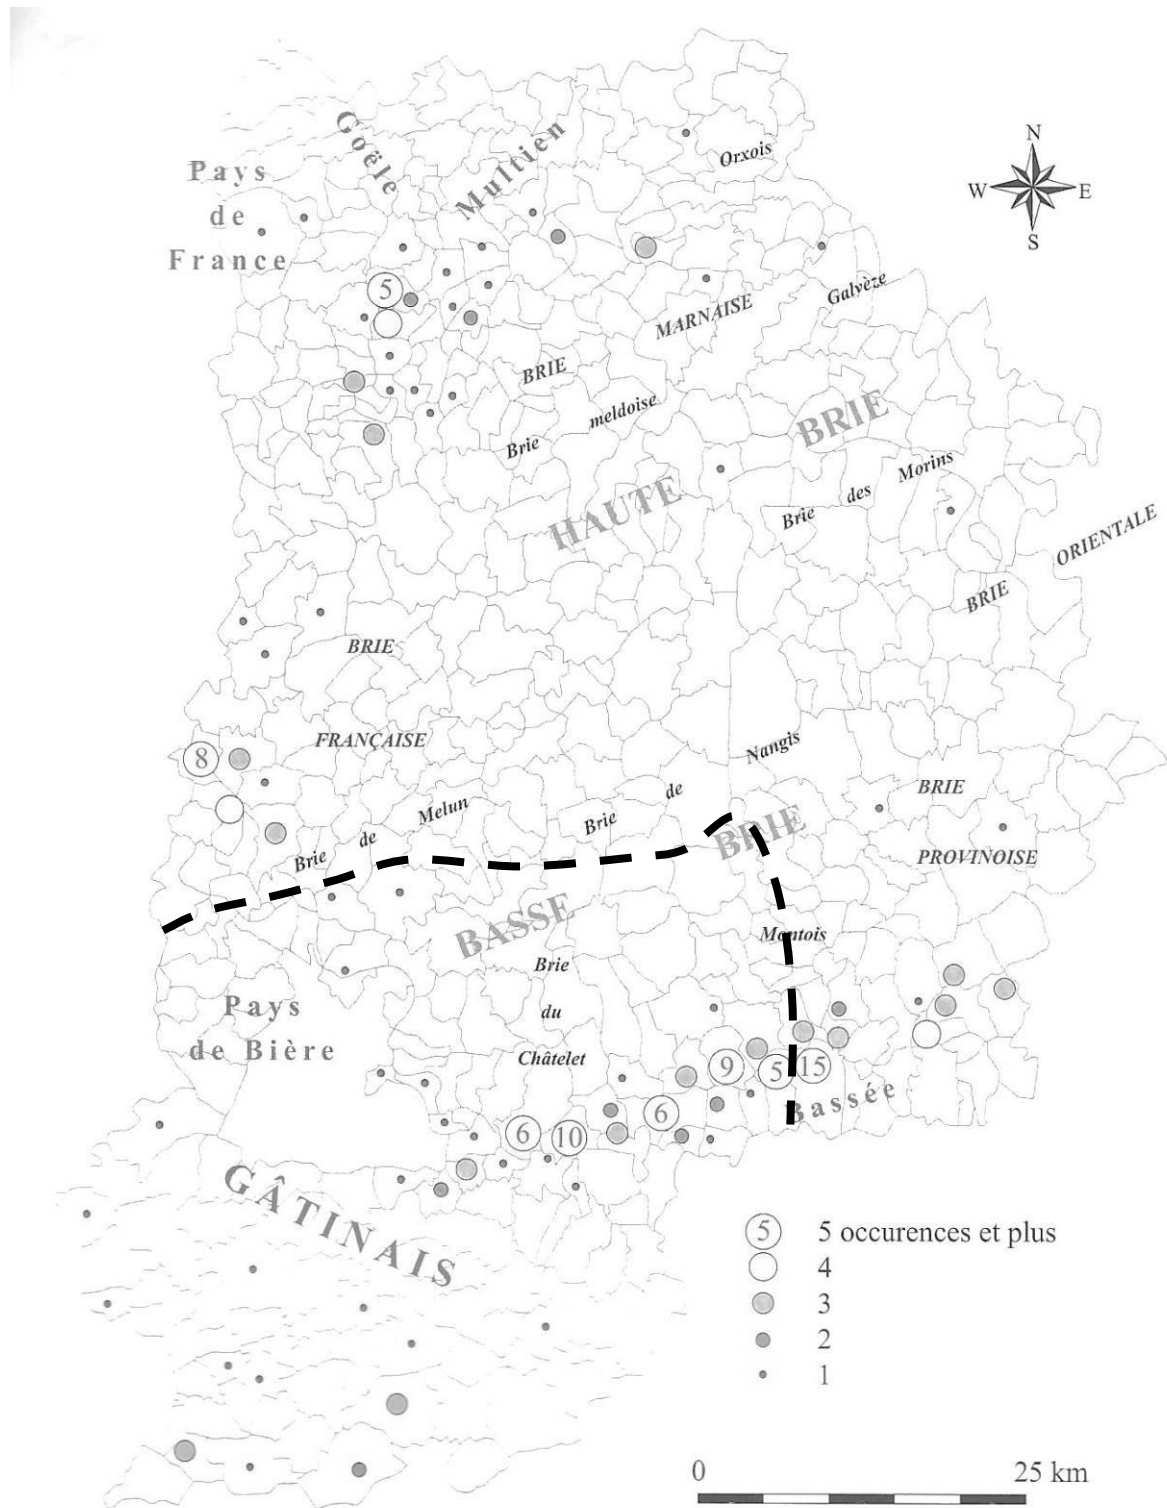 N
W E
S
Goële
Multien
Orxois
Pays
de
France
5
Galvèze
MARNAISE
BRIE
meldoise
Brie
BRIE
HAUTE
Brie des Morins
ORIENTALE
BRIE
BRIE
FRANÇAISE
8
Nangis
BRIE
Brie de Melun
Brie de
BRIE
PROVINOISE
BASSE
Montois
Brie
du
Châtelet
Pays
de Bière
9
5
15
Bassée
6
10
6
GÂTINAIS
5 5 occurences et plus
4
3
2
1
0 25 km